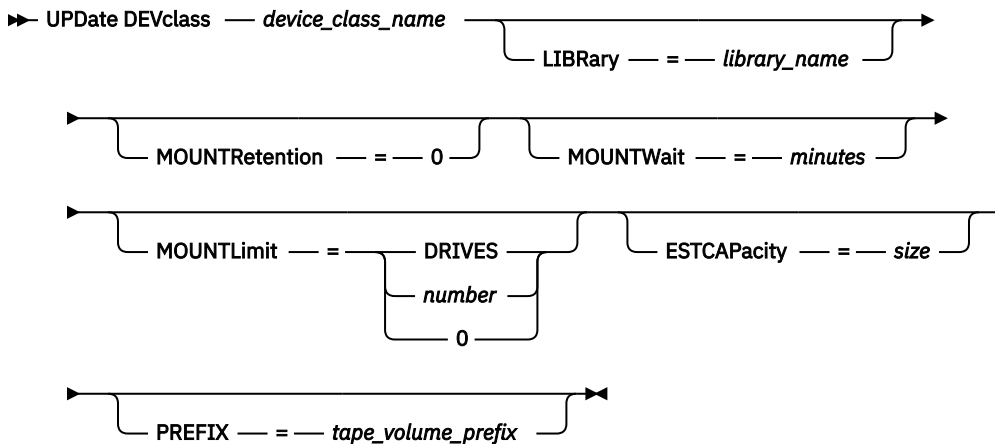 UPDate DEVclass device_class_name
LIBRary = library_name
MOUNTRetention = 0 MOUNTWait = minutes
MOUNTLimit = DRIVES ESTCAPacity = size
number
0
PREFIX = tape_volume_prefix